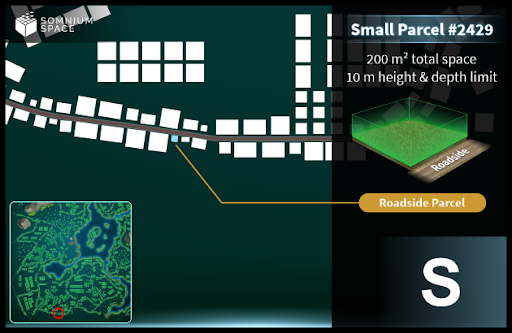 SOMNIUM
SPACE
Small Parcel #2429
200 m² total space
10 m height & depth limit
Roadside
Roadside Parcel
S